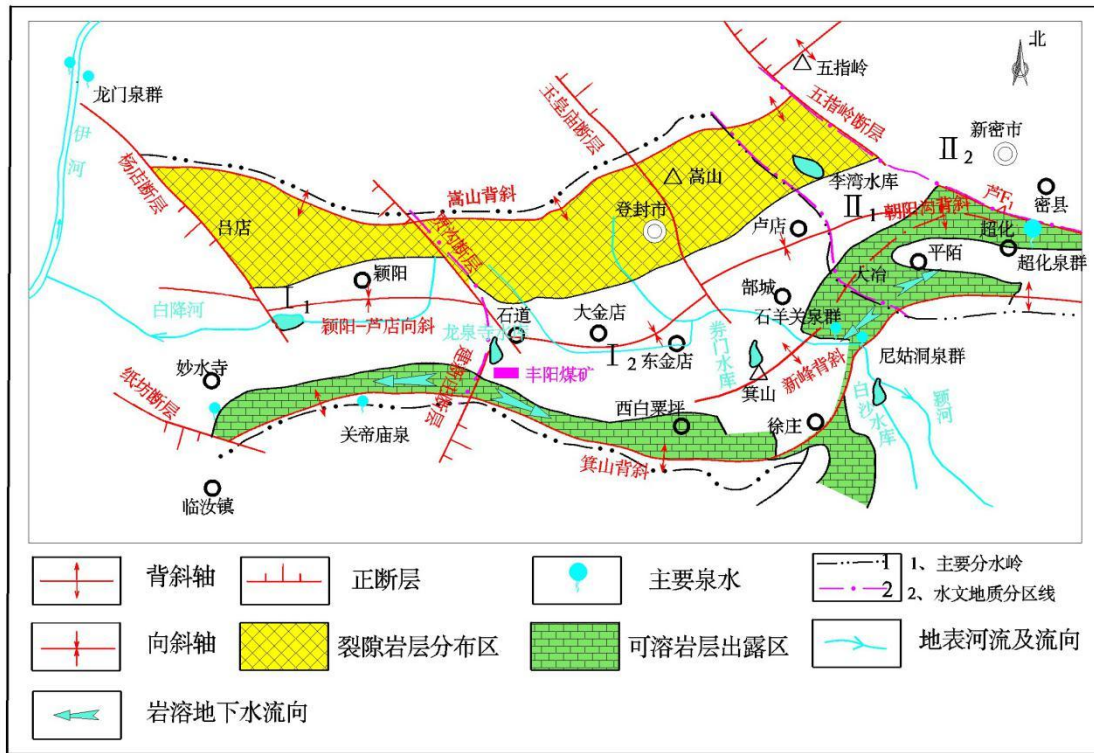 北
五指岭
龙门泉群
玉皇庙断层
五指岭断层
新密市
Ⅱ2
伊河
杨店断层
嵩山背斜
嵩山
李湾水库
芦F1
密县
吕店
登封市
卢店
Ⅱ1
朝阳沟背斜
超化
颍阳
平陌
超化泉群
大冶
Ⅰ1
郜城
白降河
石道
大金店
石羊关泉群
颍阳-芦店向斜
龙泉寺水库
Ⅰ2
东金店
券门水库
尼姑洞泉群
妙水寺
丰阳煤矿
新峰背斜
箕山
纸坊断层
白沙水库
颍河
关帝庙泉
西白栗坪
徐庄
箕山背斜
临汝镇
背斜轴
正断层
主要泉水
1
1、主要分水岭
2
2、水文地质分区线
向斜轴
裂隙岩层分布区
可溶岩层出露区
地表河流及流向
岩溶地下水流向